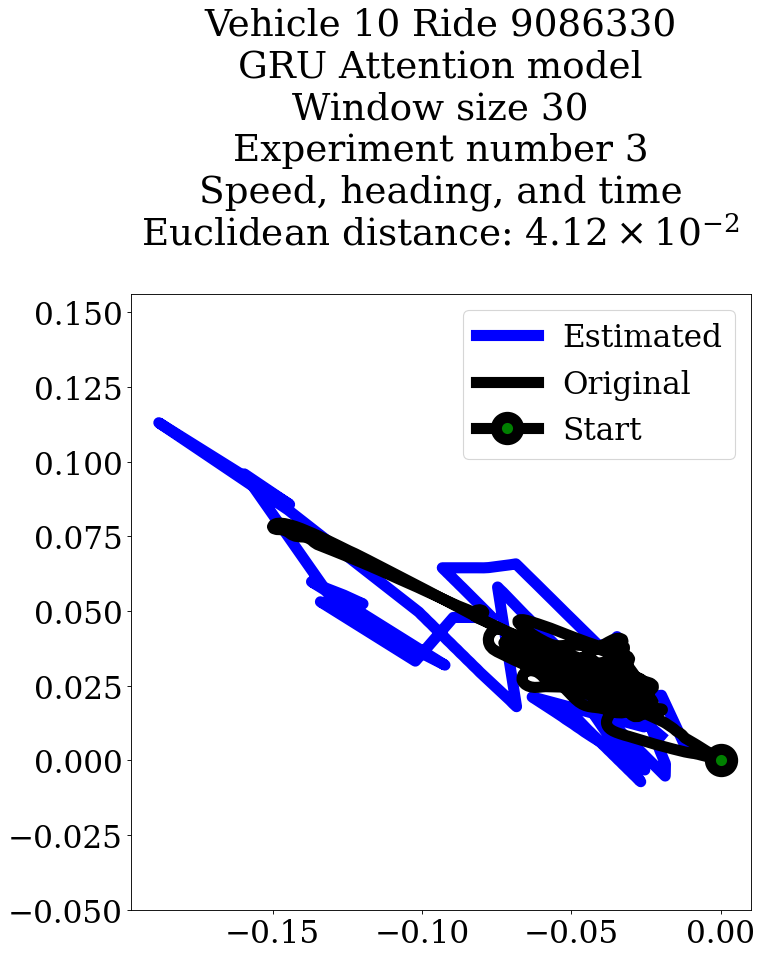 Vehicle 10 Ride 9086330
GRU Attention model
Window size 30
Experiment number 3
Speed, heading, and time
Euclidean distance: 4.12 × 10⁻²
Estimated
Original
Start
0.150
0.125
0.100
0.075
0.050
0.025
0.000
−0.025
−0.050
−0.15 −0.10 −0.05 0.00